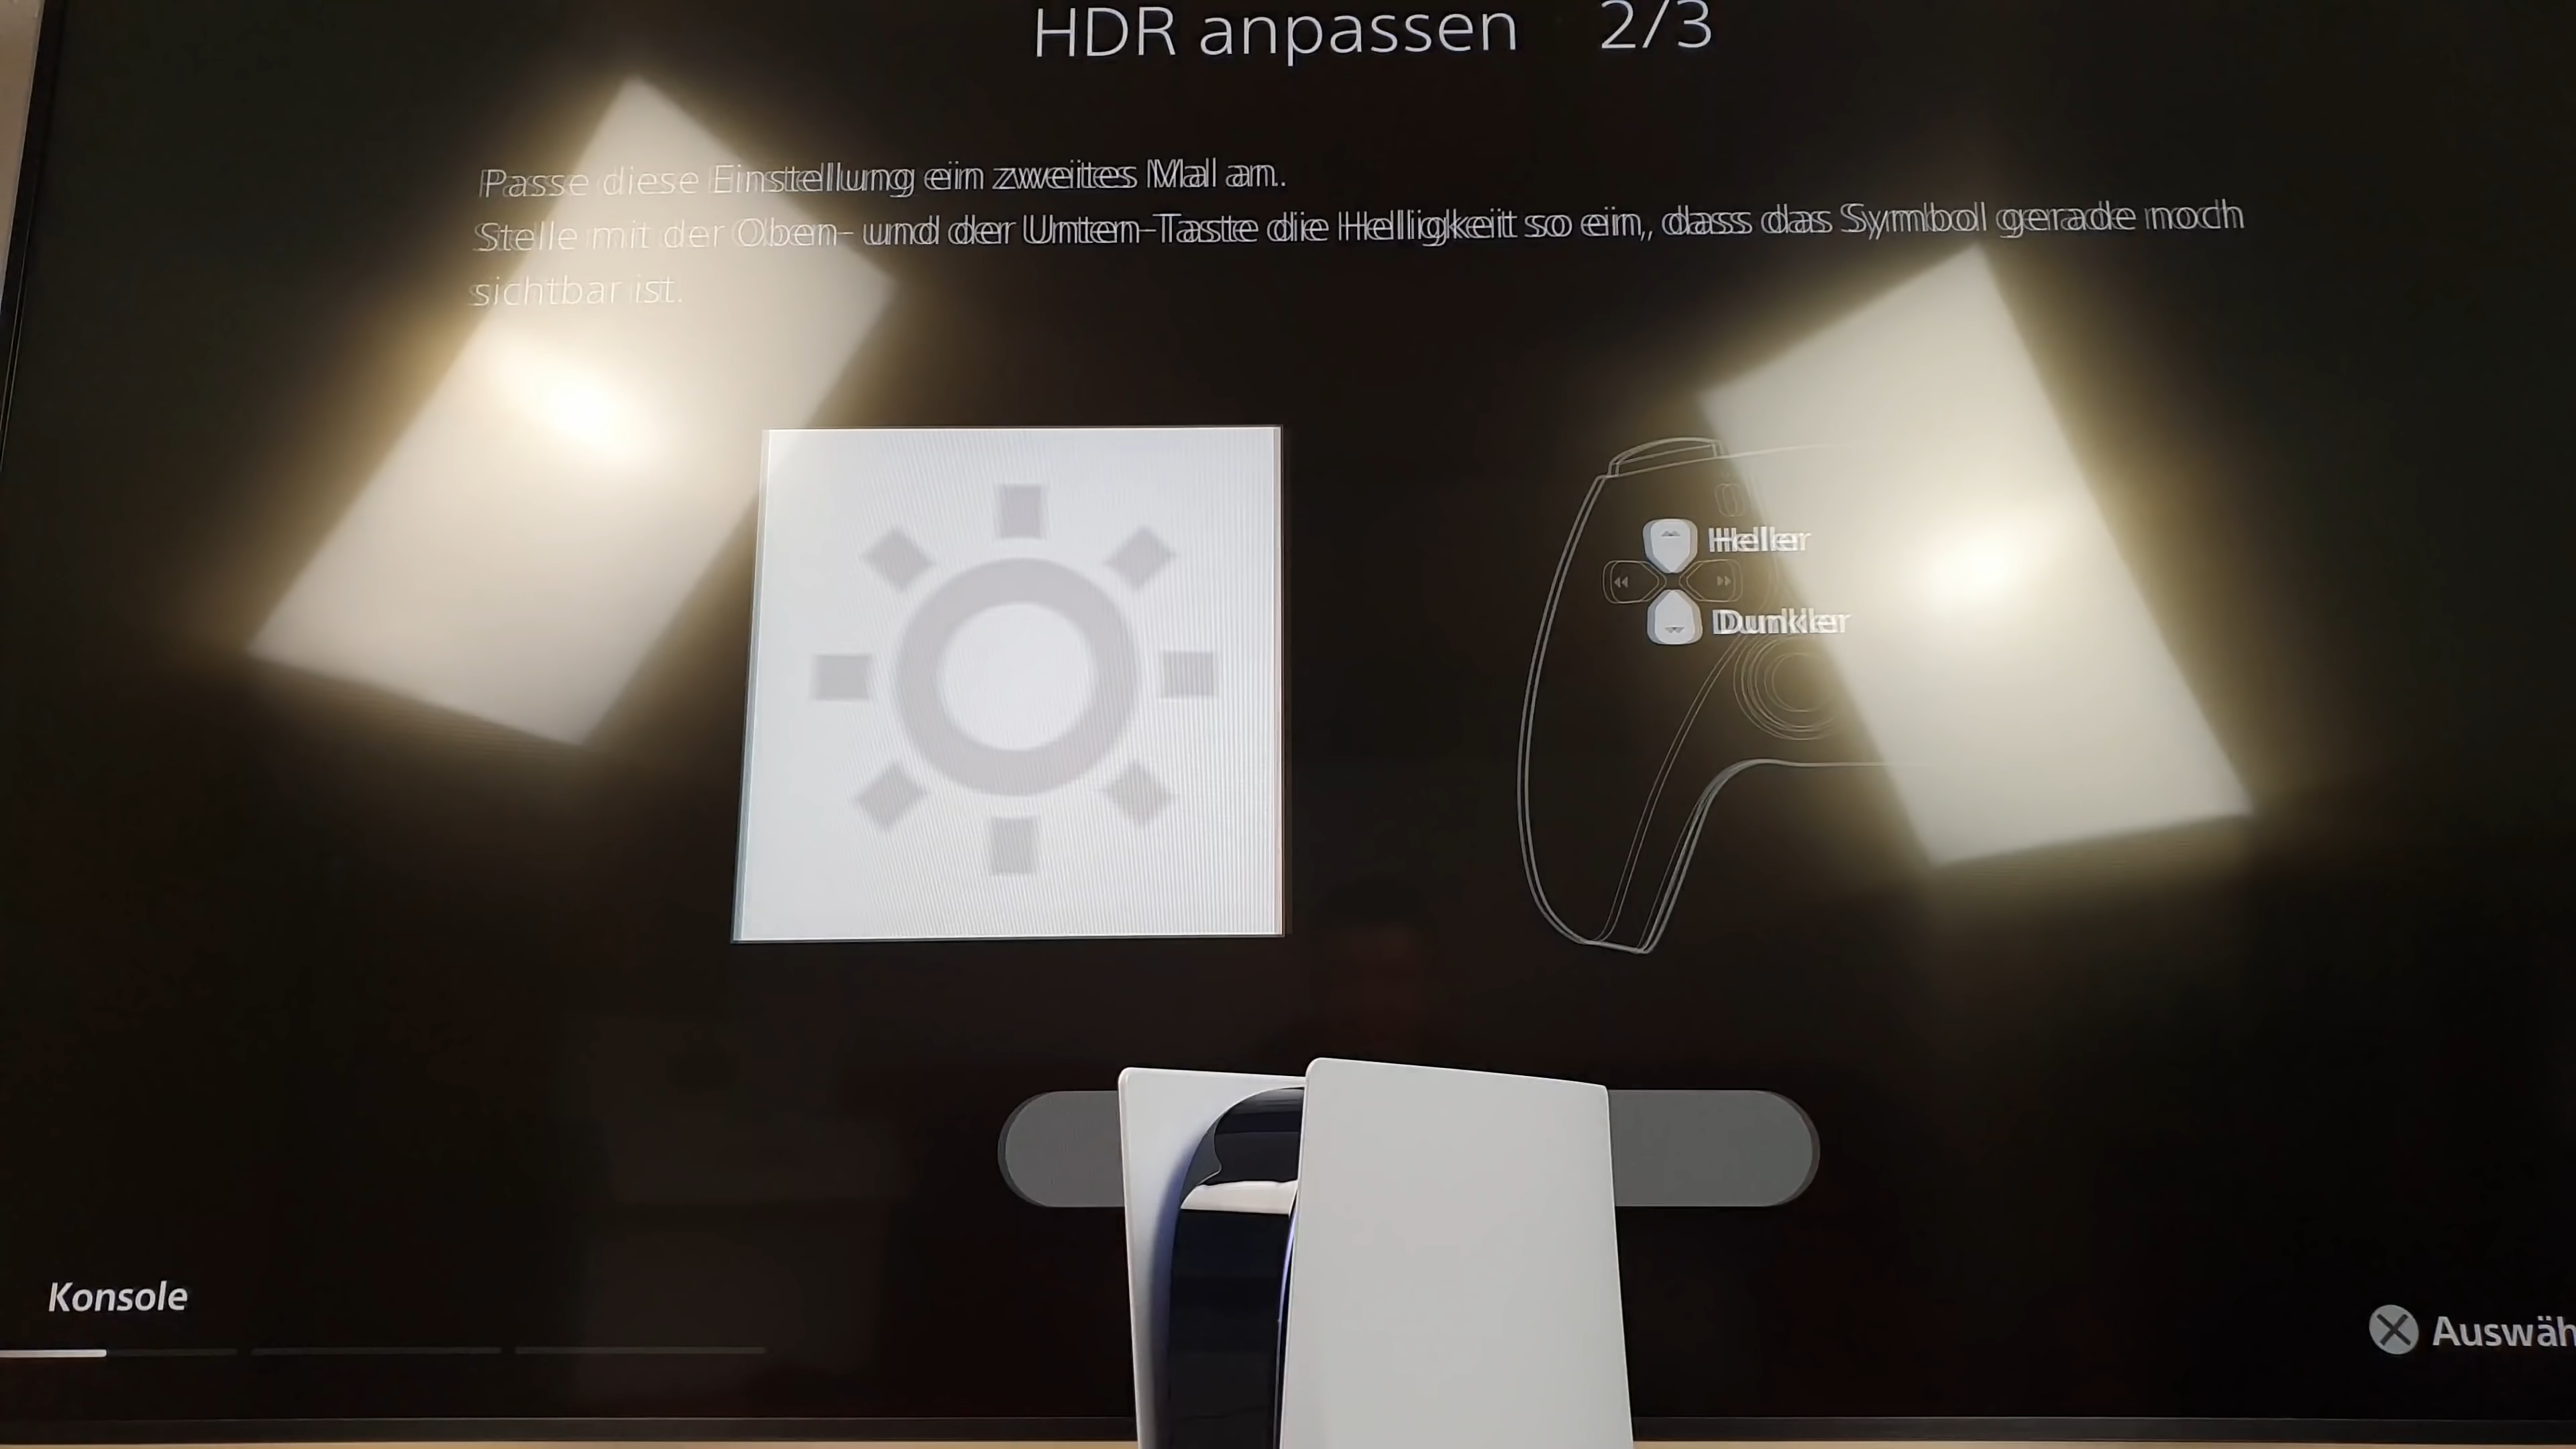 HDR anpassen 2/3
Passe diese Einstellung ein zweites Mal an.
Stelle mit der Oben- und der Unten-Taste die Helligkeit so ein, dass das Symbol gerade noch
sichtbar ist.
Heller
Dunkler
Konsole
Auswäh